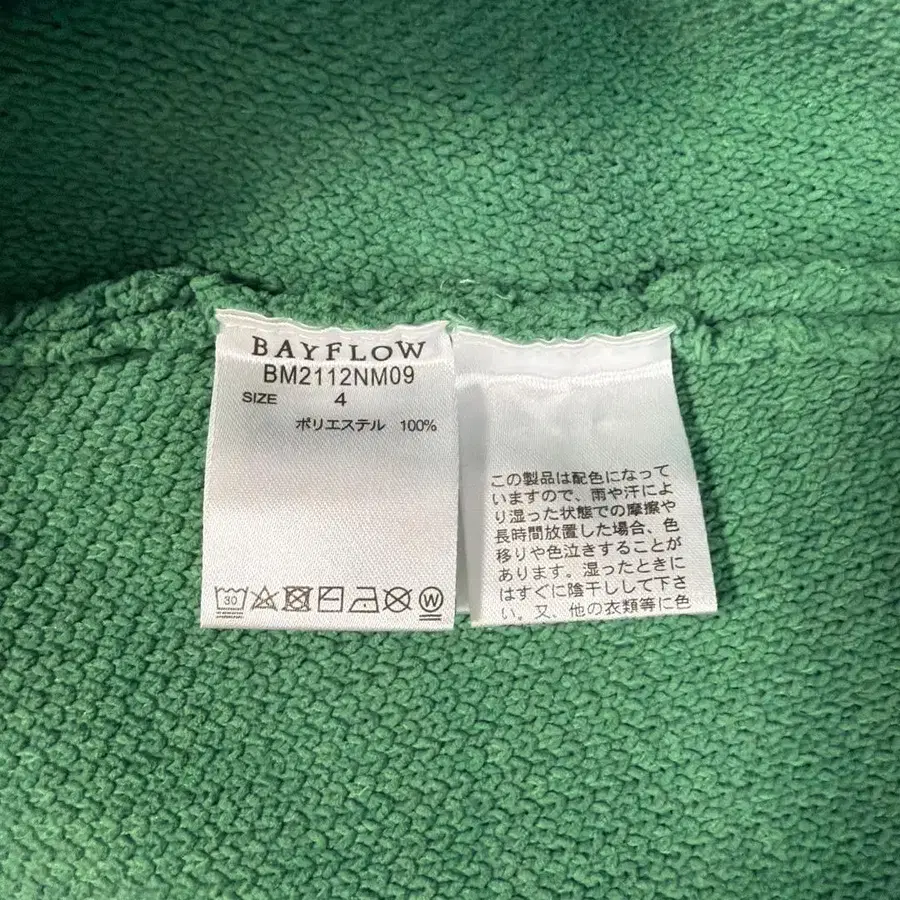 BAYFLOW
BM2112NM09
SIZE 4
ポリエステル 100%
30
W
この製品は配色になって
いますので、雨や汗によ
り湿った状態での摩擦や
長時間放置した場合、色
移りや色泣きすることが
あります。湿ったときに
はすぐに陰干しして下さ
い。又、他の衣類等に色